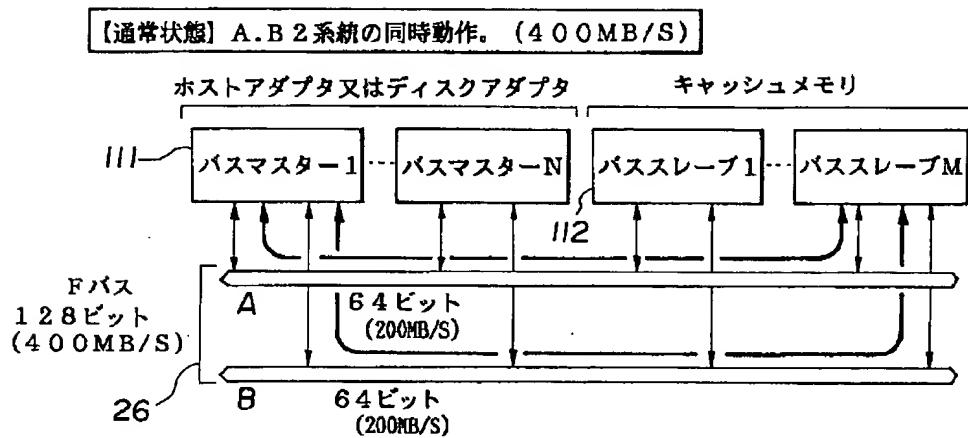 【通常状態】A.B2系統の同時動作。(400MB/S)
ホストアダプタ又はディスクアダプタ
キャッシュメモリ
111
バスマスター1
バスマスターN
バススレーブ1
バススレーブM
112
Fバス
128ビット
(400MB/S)
26
A
64ビット
(200MB/S)
B
64ビット
(200MB/S)